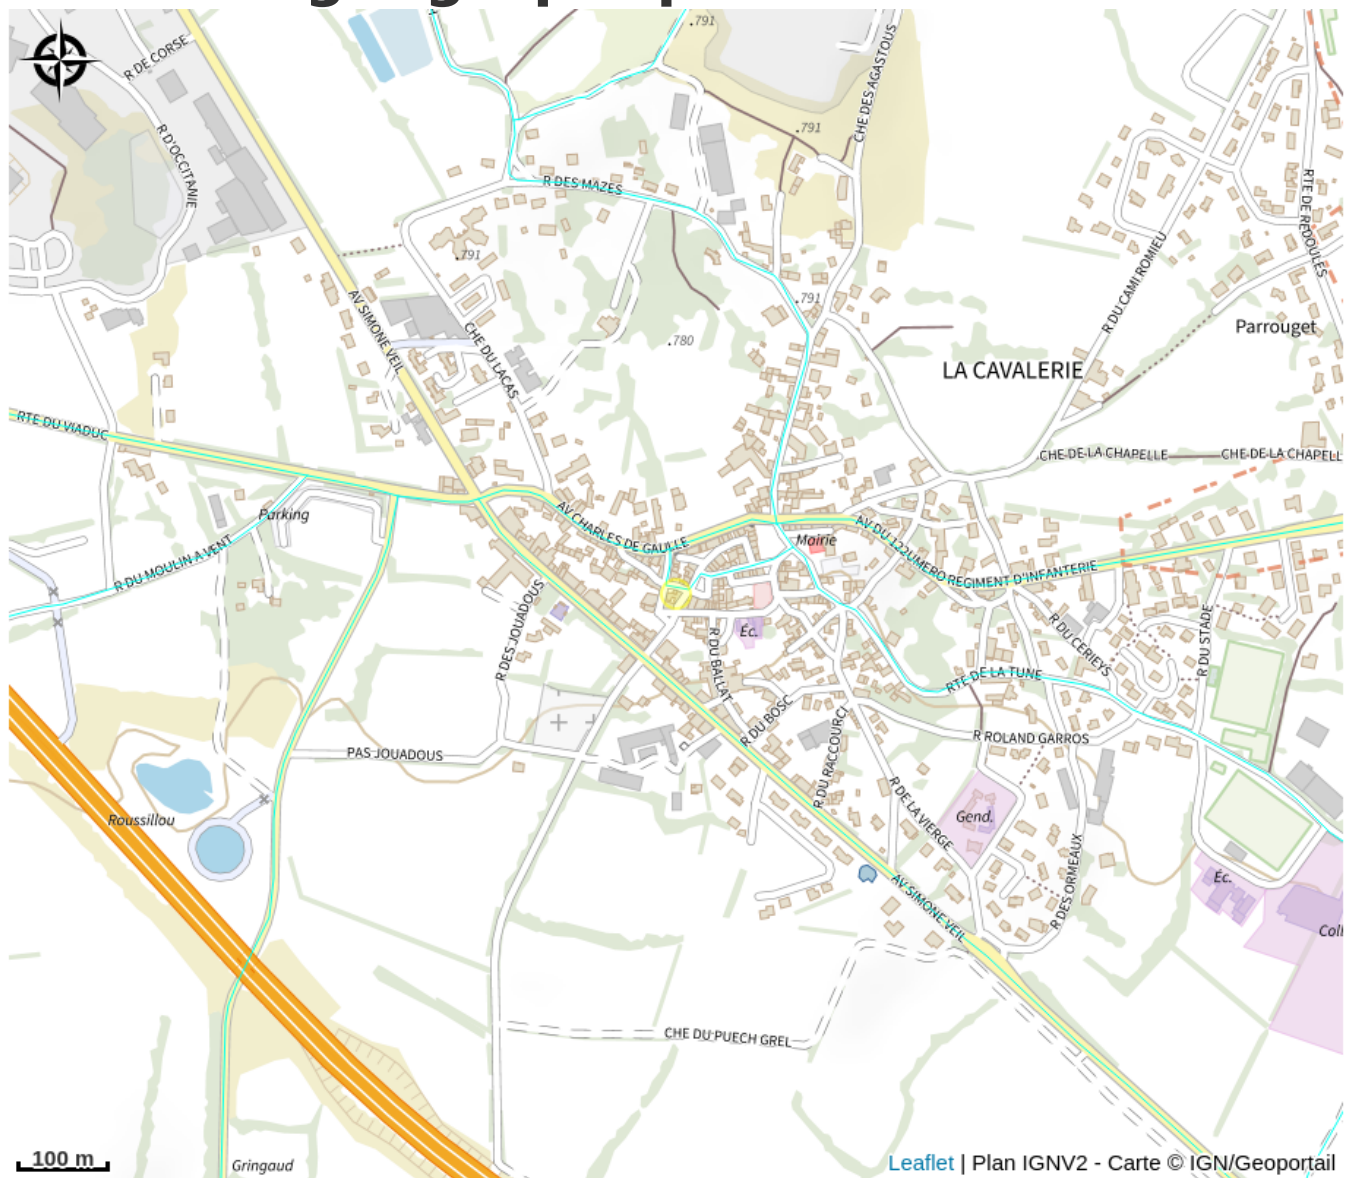 .791
R DE CORSE
CHE DES AGASTOUS
R D'OCCITANIE
.791
R DES MAZES
RTE DE REDOULES
.791
R DU CAMI ROMIEU
.791
AV SIMONE VEIL
CHE DU LACAS
.780
Parrouget
LA CAVALERIE
RTE DU VIADUC
CHE DE LA CHAPELLE
CHE DE LA CHAPELL
Parking
AV CHARLES DE GAULLE
Mairie
AV DU 122UMERO REGIMENT D'INFANTERIE
R DU MOULIN A VENT
R DES JOUADOUS
Éc.
R DU BALLAT
R DU CERIEYS
R DU STADE
RTE DE LA TUNE
R DU BOSC
R ROLAND GARROS
PAS JOUADOUS
R DU RACCOURCI
R DE LA VIERGE
Roussillou
Gend.
R DES ORMEAUX
Éc.
AV SIMONE VEIL
Coll
CHE DU PUECH GREL
Gringaud
100 m
Leaflet | Plan IGNV2 - Carte © IGN/Geoportail